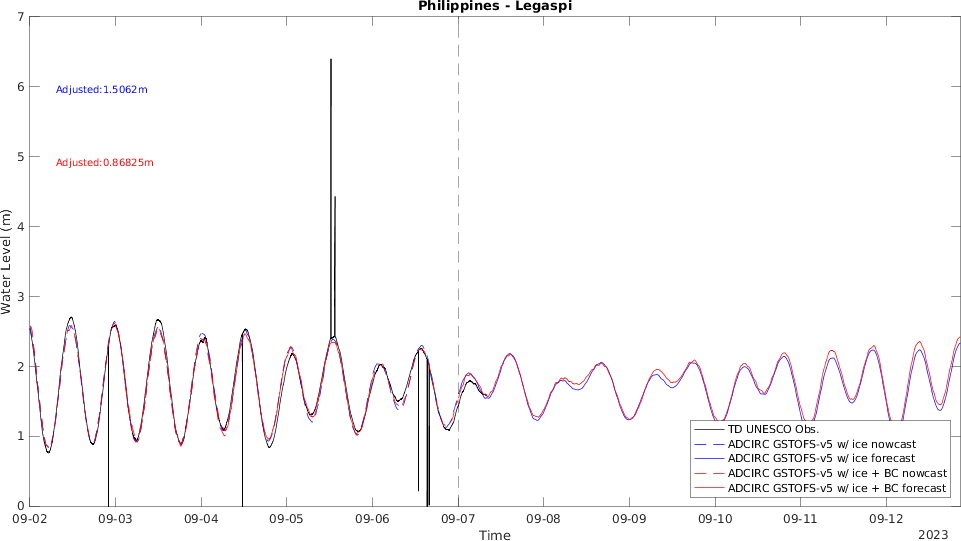 Philippines - Legaspi
7
6
5
4
3
2
1
0
Water Level (m)
Adjusted:1.5062m
Adjusted:0.86825m
TD UNESCO Obs.
ADCIRC GSTOFS-v5 w/ ice nowcast
ADCIRC GSTOFS-v5 w/ ice forecast
ADCIRC GSTOFS-v5 w/ ice + BC nowcast
ADCIRC GSTOFS-v5 w/ ice + BC forecast
09-02 09-03 09-04 09-05 09-06 09-07 09-08 09-09 09-10 09-11 09-12
Time
2023